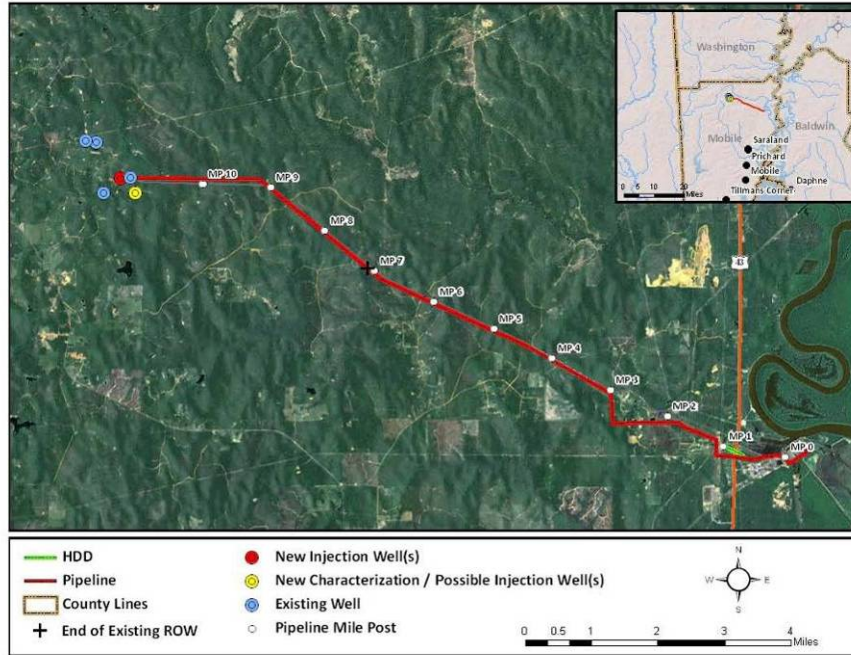 Washington
Mobile
Baldwin
Saraland
Prichard
Mobile
Daphne
Tillmans Corner
0 5 10 20
Miles
43
MP 10
MP 9
MP 8
MP 7
MP 6
MP 5
MP 4
MP 3
MP 2
MP 1
MP 0
HDD
Pipeline
County Lines
End of Existing ROW
New Injection Well(s)
New Characterization / Possible Injection Well(s)
Existing Well
Pipeline Mile Post
N
W E
S
0 0.5 1 2 3 4
Miles